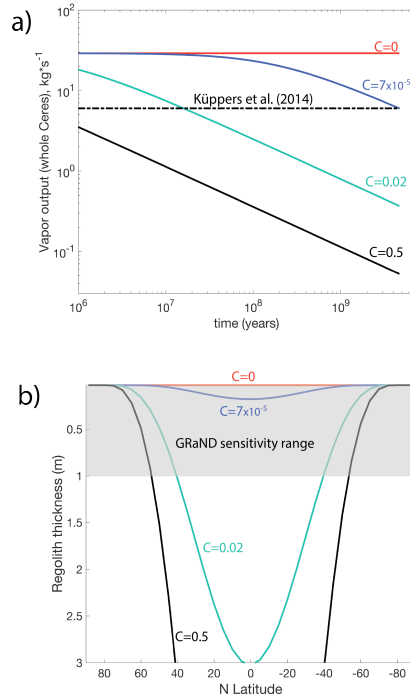 a)
10²
10¹
10⁰
10⁻¹
Vapor output (whole Ceres), kg*s⁻¹
C=0
C=7x10⁻⁵
Küppers et al. (2014)
C=0.02
C=0.5
10⁶ 10⁷ 10⁸ 10⁹
time (years)
b)
C=0
C=7x10⁻⁵
GRaND sensitivity range
C=0.02
C=0.5
0.5
1
1.5
2
2.5
3
Regolith thickness (m)
80 60 40 20 0 -20 -40 -60 -80
N Latitude